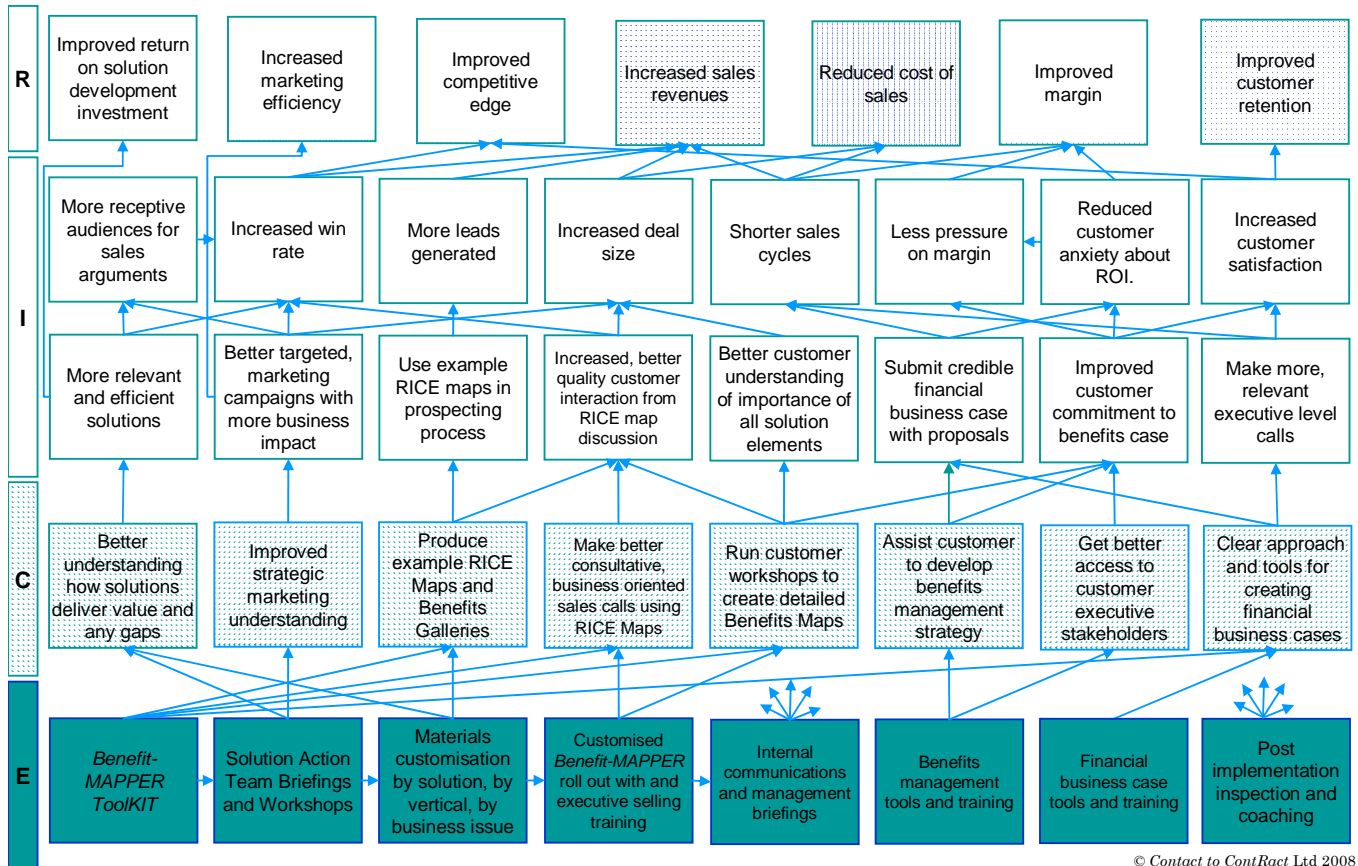 R
Improved return
on solution
development
investment
Increased
marketing
efficiency
Improved
competitive
edge
Increased sales
revenues
Reduced cost of
sales
Improved
margin
Improved
customer
retention
I
More receptive
audiences for
sales
arguments
Increased win
rate
More leads
generated
Increased deal
size
Shorter sales
cycles
Less pressure
on margin
Reduced
customer
anxiety about
ROI.
Increased
customer
satisfaction
More relevant
and efficient
solutions
Better targeted,
marketing
campaigns with
more business
impact
Use example
RICE maps in
prospecting
process
Increased, better
quality customer
interaction from
RICE map
discussion
Better customer
understanding
of importance of
all solution
elements
Submit credible
financial
business case
with proposals
Improved
customer
commitment to
benefits case
Make more,
relevant
executive level
calls
C
Better
understanding
how solutions
deliver value and
any gaps
Improved
strategic
marketing
understanding
Produce
example RICE
Maps and
Benefits
Galleries
Make better
consultative,
business oriented
sales calls using
RICE Maps
Run customer
workshops to
create detailed
Benefits Maps
Assist customer
to develop
benefits
management
strategy
Get better
access to
customer
executive
stakeholders
Clear approach
and tools for
creating
financial
business cases
E
Benefit-
MAPPER
ToolKIT
Solution Action
Team Briefings
and Workshops
Materials
customisation
by solution, by
vertical, by
business issue
Customised
Benefit-MAPPER
roll out with and
executive selling
training
Internal
communications
and management
briefings
Benefits
management
tools and training
Financial
business case
tools and training
Post
implementation
inspection and
coaching
© Contact to ContRact Ltd 2008